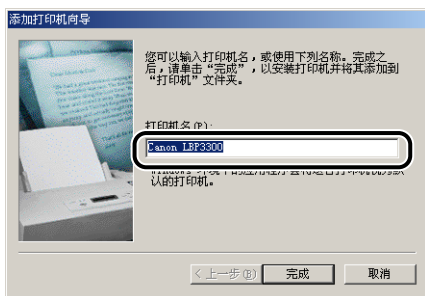 添加打印机向导
您可以输入打印机名，或使用下列名称。完成之
后，请单击“完成”，以安装打印机并将其添加到
“打印机”文件夹。
打印机名(P):
Canon LBP3300
认的打印机。
<上一步(B)
完成
取消